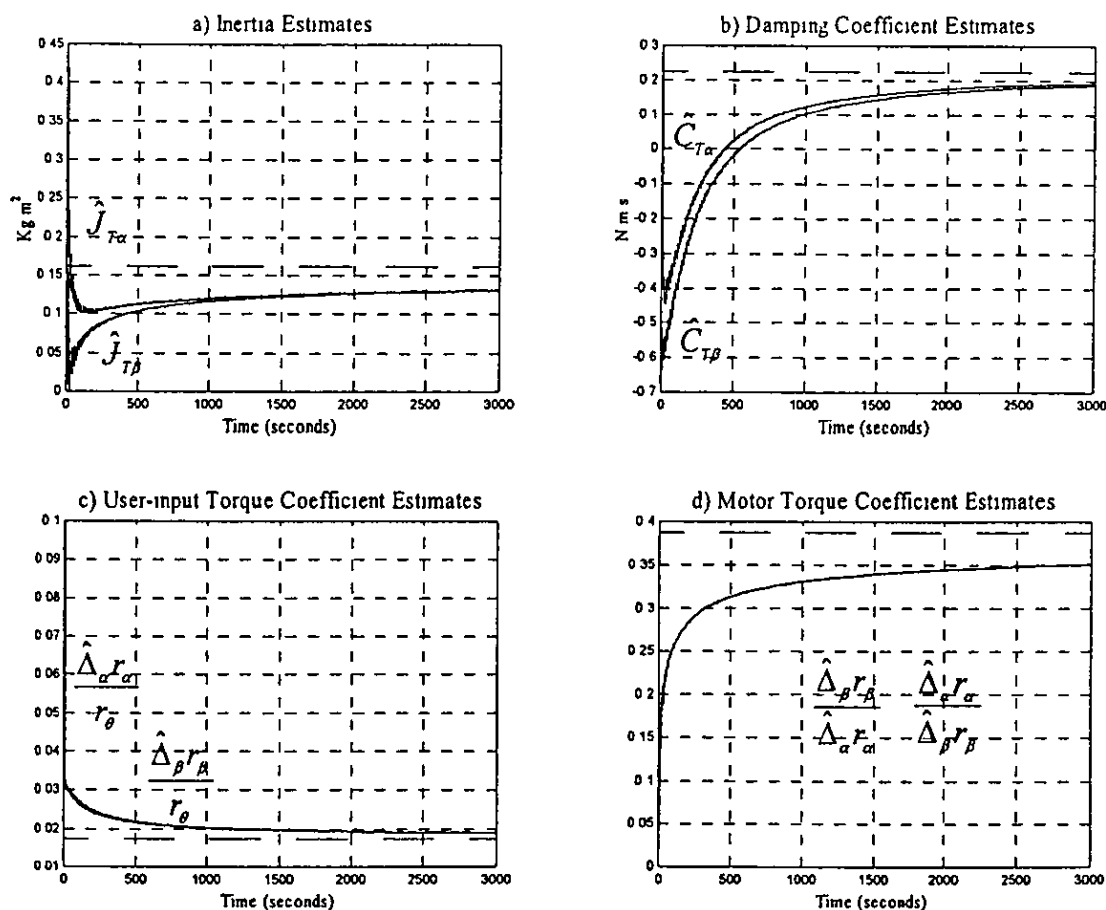 a) Inertia Estimates
0 45
0 4
0 35
0 3
0 25
0 2
0 15
0 1
0 05
0
Kg m²
Ĵ_Tα
Ĵ_Tβ
0 500 1000 1500 2000 2500 3000
Time (seconds)
b) Damping Coefficient Estimates
0 3
0 2
0 1
0
-0 1
-0 2
-0 3
-0 4
-0 5
-0 6
-0 7
N m s
Ĉ_Tα
Ĉ_Tβ
0 500 1000 1500 2000 2500 3000
Time (seconds)
c) User-input Torque Coefficient Estimates
0 1
0 09
0 08
0 07
0 06
0 05
0 04
0 03
0 02
0 01
Δ̂_α r_α
r_θ
Δ̂_β r_β
r_θ
0 500 1000 1500 2000 2500 3000
Time (seconds)
d) Motor Torque Coefficient Estimates
0 4
0 35
0 3
0 25
0 2
0 15
0 1
0 05
0
Δ̂_β r_β Δ̂_α r_α
Δ̂_α r_α Δ̂_β r_β
0 500 1000 1500 2000 2500 3000
Time (seconds)